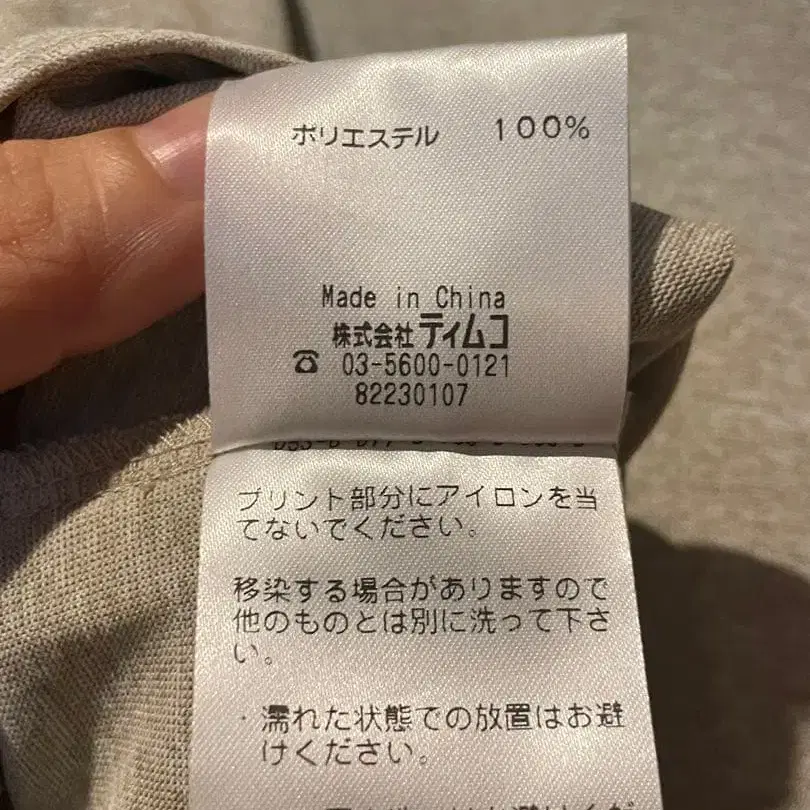 ポリエステル 100%
Made in China
株式会社ティムコ
☎ 03-5600-0121
82230107
プリント部分にアイロンを当
てないでください。
移染する場合がありますので
他のものとは別に洗って下さ
い。
・濡れた状態での放置はお避
けください。